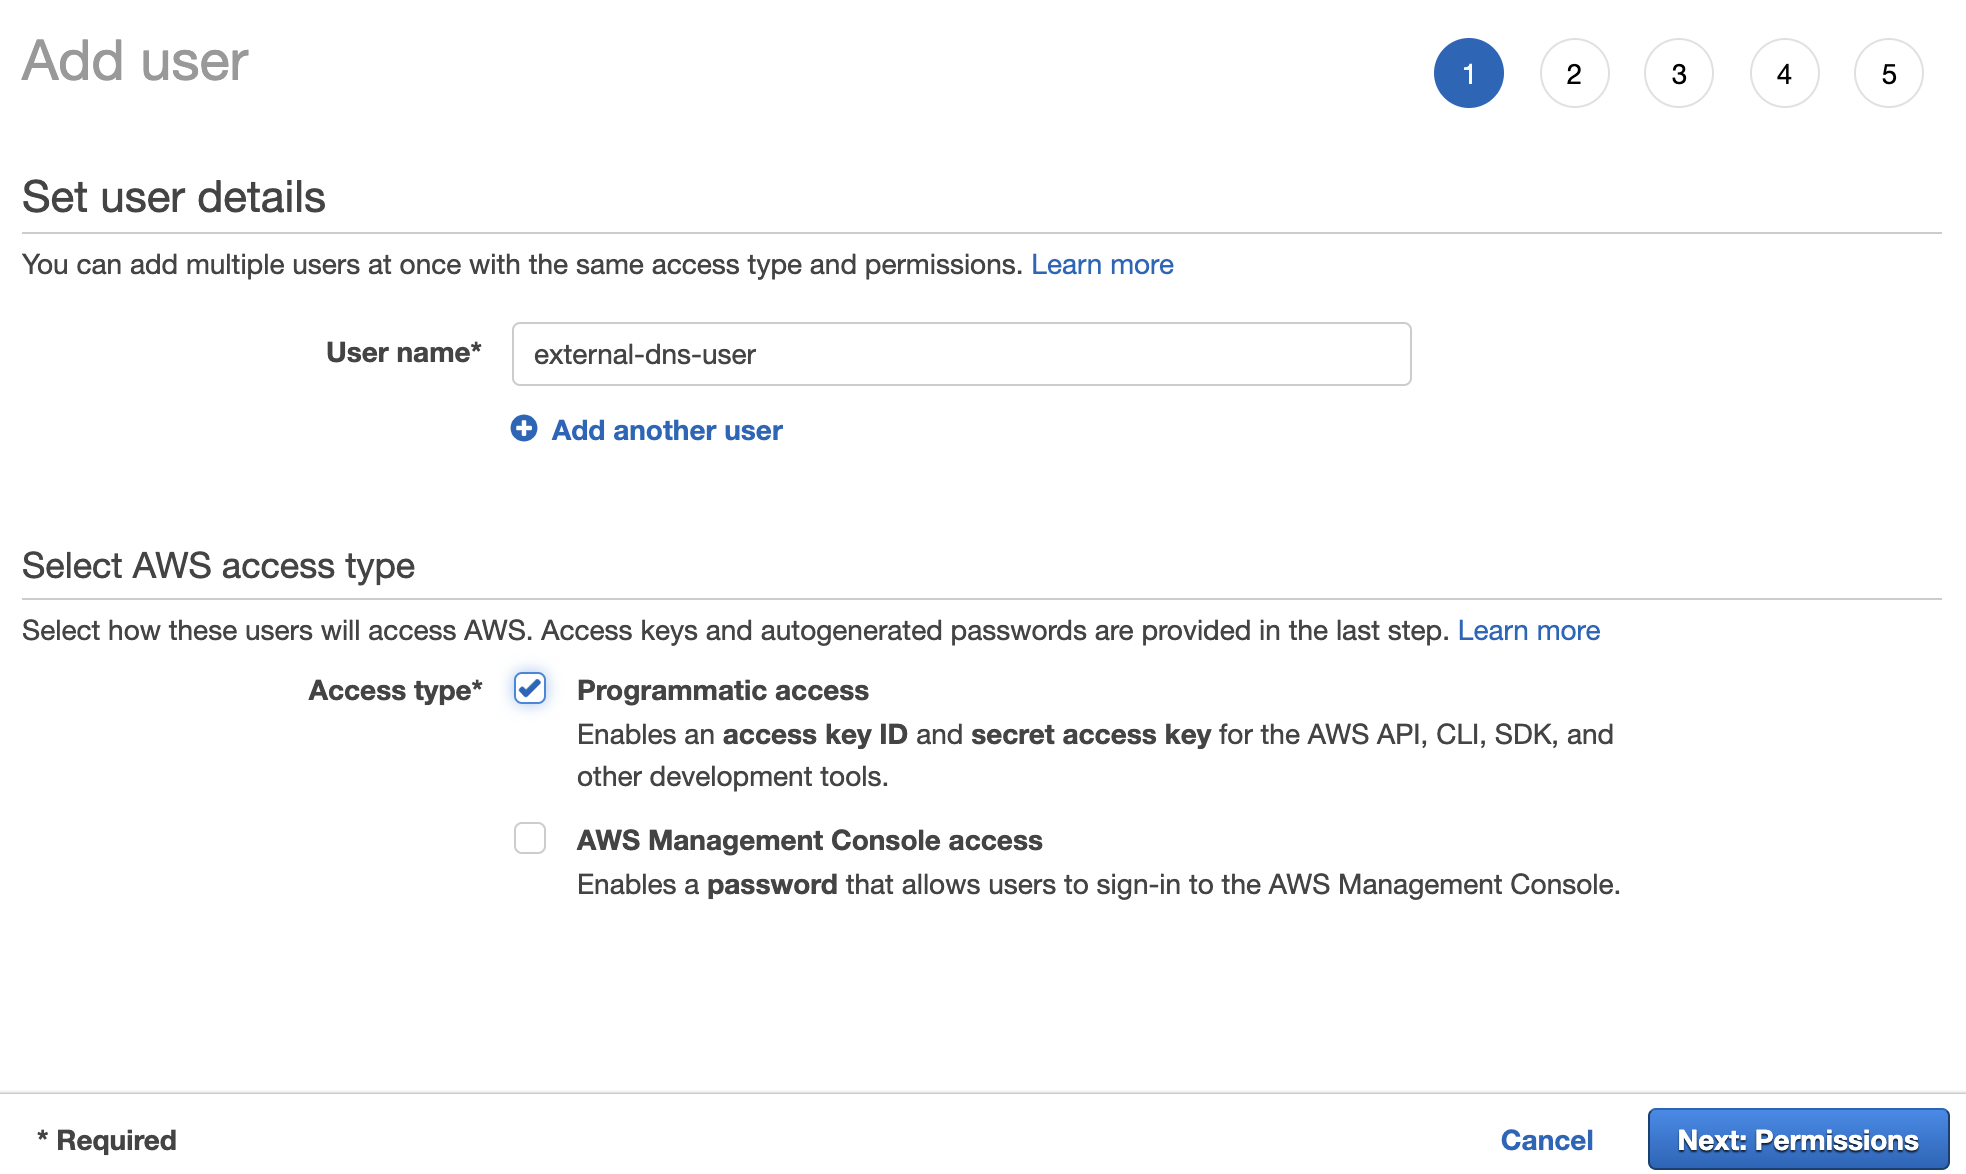 Add user
1 2 3 4 5
Set user details
You can add multiple users at once with the same access type and permissions. Learn more
User name* external-dns-user
Add another user
Select AWS access type
Select how these users will access AWS. Access keys and autogenerated passwords are provided in the last step. Learn more
Access type* Programmatic access
Enables an access key ID and secret access key for the AWS API, CLI, SDK, and
other development tools.
AWS Management Console access
Enables a password that allows users to sign-in to the AWS Management Console.
* Required Cancel Next: Permissions